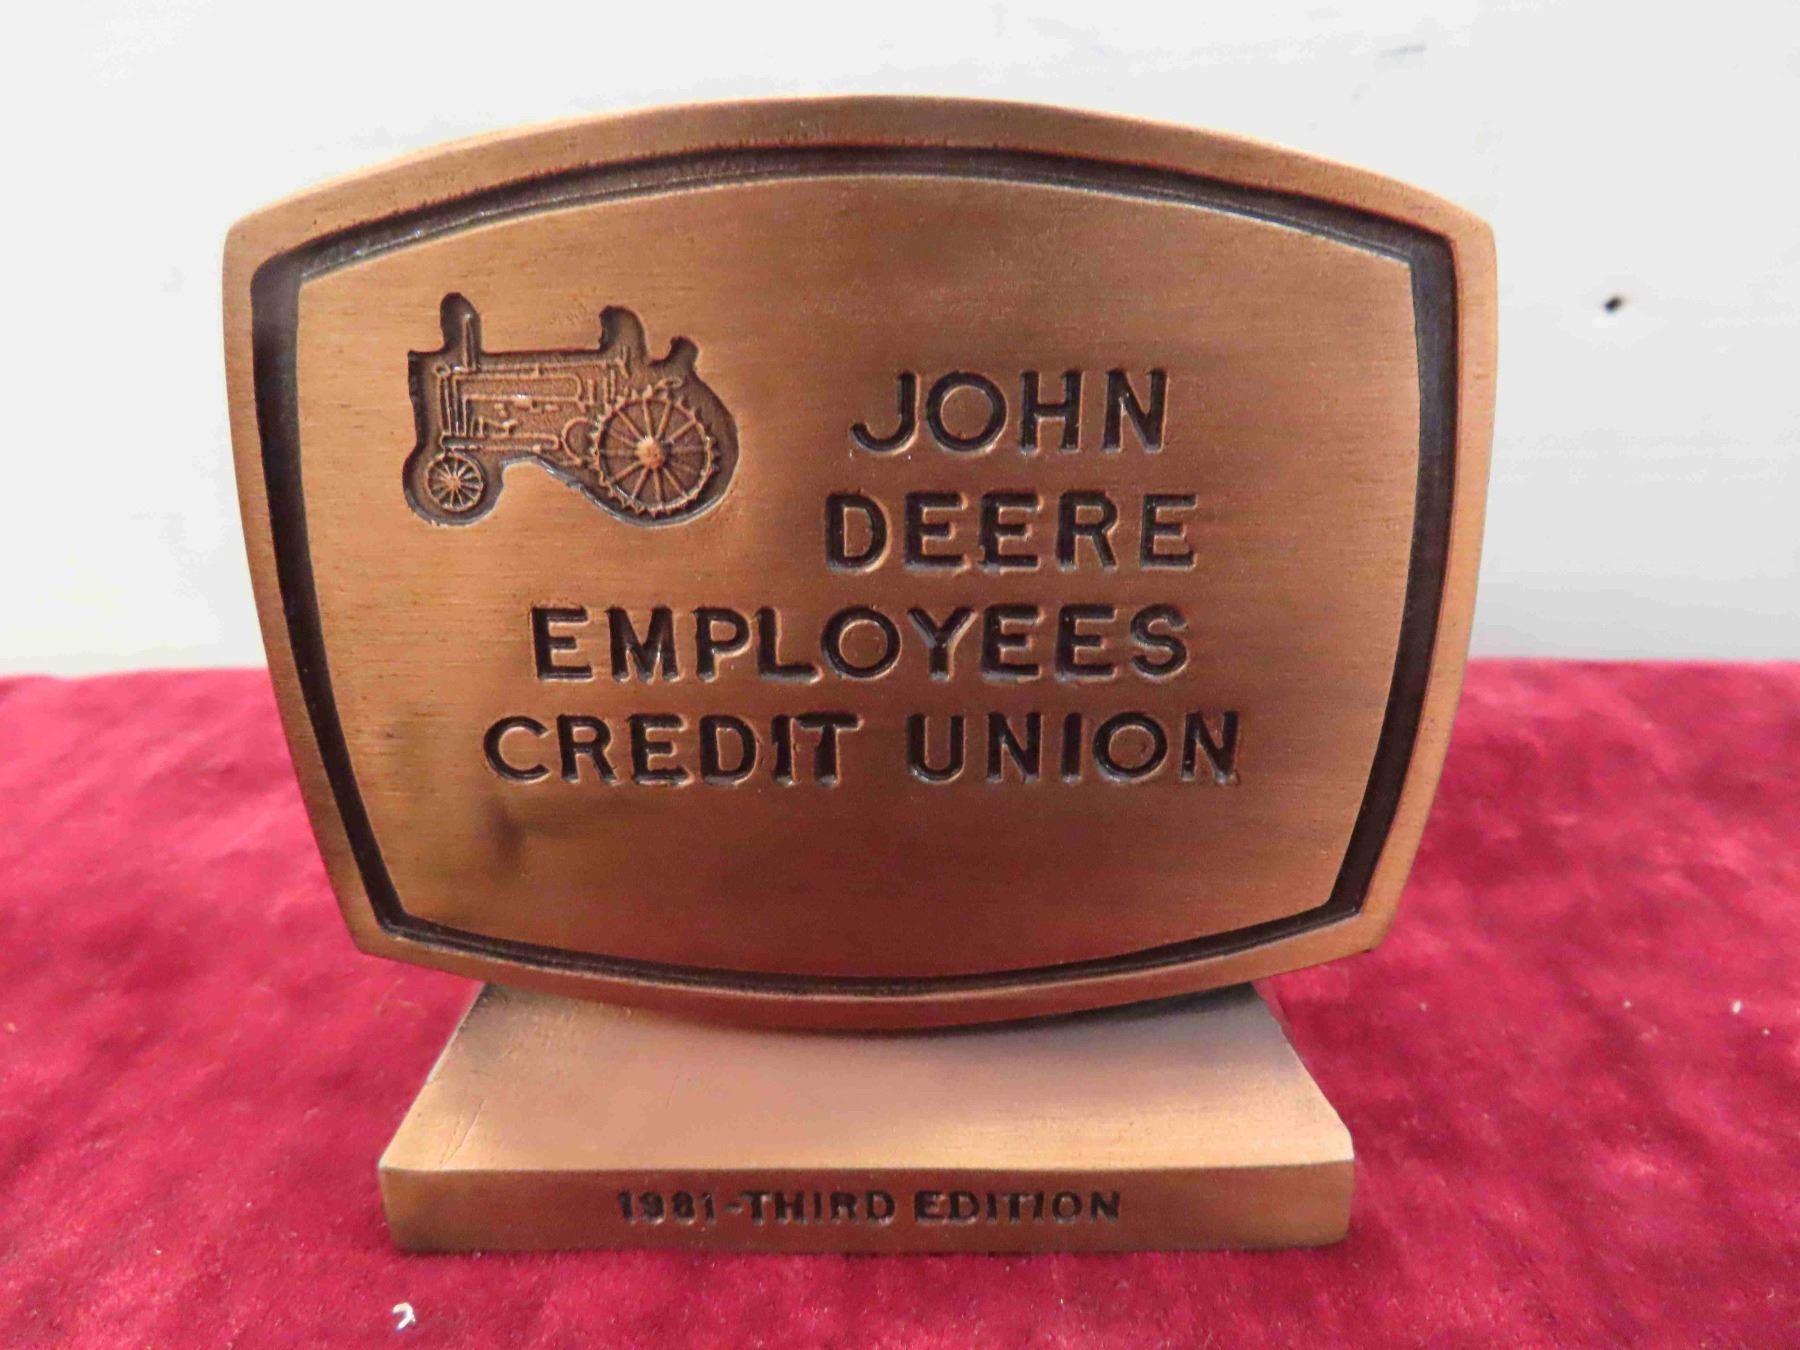 JOHN
DEERE
EMPLOYEES
CREDIT UNION
1981-THIRD EDITION